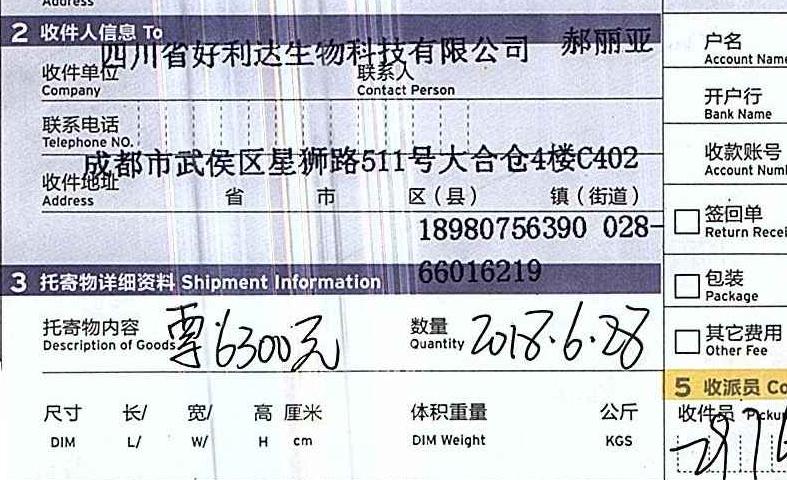 Address
2 收件人信息 To
四川省好利达生物科技有限公司 郝丽亚
收件单位 联系人
Company Contact Person
联系电话
Telephone NO.
成都市武侯区星狮路511号大合仓4楼C402
收件地址
Address 省 市 区(县) 镇(街道)
18980756390 028-
66016219
3 托寄物详细资料 Shipment Information
托寄物内容 票6300元 数量 2018.6.28
Description of Goods Quantity
尺寸 长/ 宽/ 高 厘米 体积重量 公斤
DIM L/ W/ H cm DIM Weight KGS
户名
Account Name
开户行
Bank Name
收款账号
Account Num
签回单
Return Recei
包装
Package
其它费用
Other Fee
5 收派员 Co
收件员 Pickup